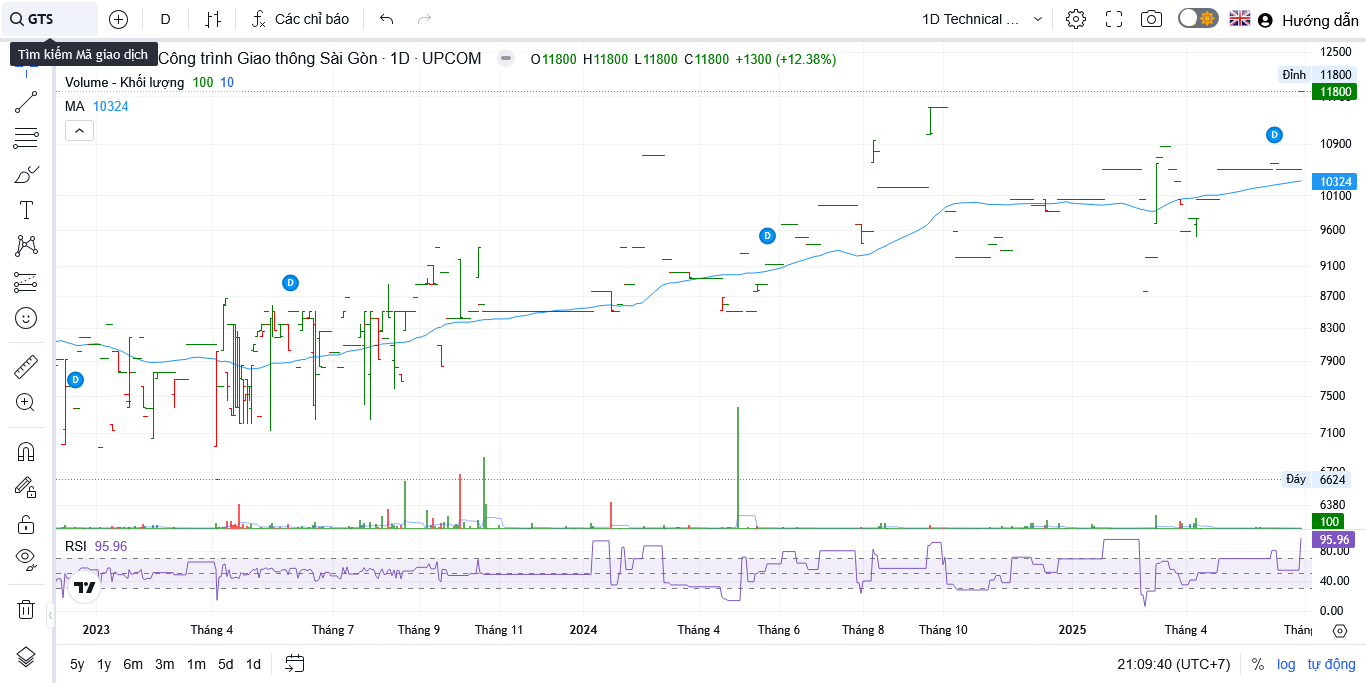 GTS
D
Các chỉ báo
1D Technical ...
Hướng dẫn
Tìm kiếm Mã giao dịch
Công trình Giao thông Sài Gòn · 1D · UPCOM
O11800 H11800 L11800 C11800 +1300 (+12.38%)
Volume - Khối lượng 100 10
MA 10324
12500
Đỉnh 11800
11800
10900
10324
10100
9600
9100
8700
8300
7900
7500
7100
6700
Đáy 6624
6380
100
D
D
D
D
RSI 95.96
95.96
80.00
40.00
0.00
2023 Tháng 4 Tháng 7 Tháng 9 Tháng 11 2024 Tháng 4 Tháng 6 Tháng 8 Tháng 10 2025 Tháng 4
5y 1y 6m 3m 1m 5d 1d
21:09:40 (UTC+7) % log tự động